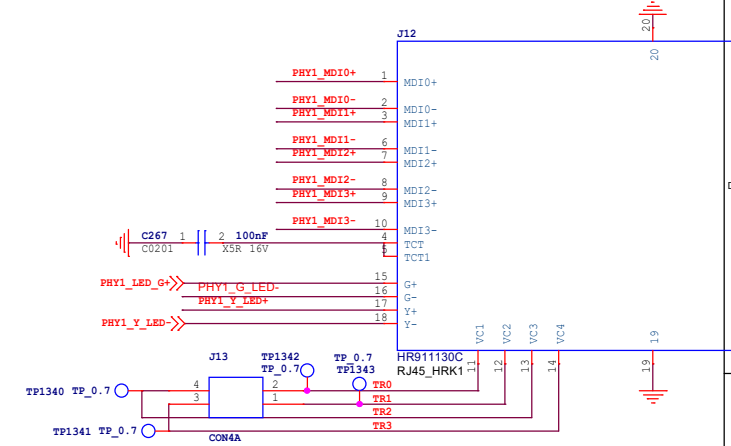 J12
20
20
PHY1_MDI0+ 1 MDI0+
PHY1_MDI0- 2 MDI0-
PHY1_MDI1+ 3 MDI1+
PHY1_MDI1- 6 MDI1-
PHY1_MDI2+ 7 MDI2+
PHY1_MDI2- 8 MDI2-
PHY1_MDI3+ 9 MDI3+
PHY1_MDI3- 10 MDI3-
C267 1 2 100nF 4 TCT
C0201 X5R 16V 5 TCT1
PHY1_LED_G+ 15 G+
PHY1_G_LED- 16 G-
PHY1_Y_LED+ 17 Y+
PHY1_Y_LED- 18 Y-
VC1 VC2 VC3 VC4 19
HR911130C
RJ45_HRK1
11 12 13 14 19
J13 TP1342 TP_0.7
TP_0.7 TP1343
TP1340 TP_0.7 4 2 TR0
3 1 TR1
TR2
TP1341 TP_0.7 TR3
CON4A